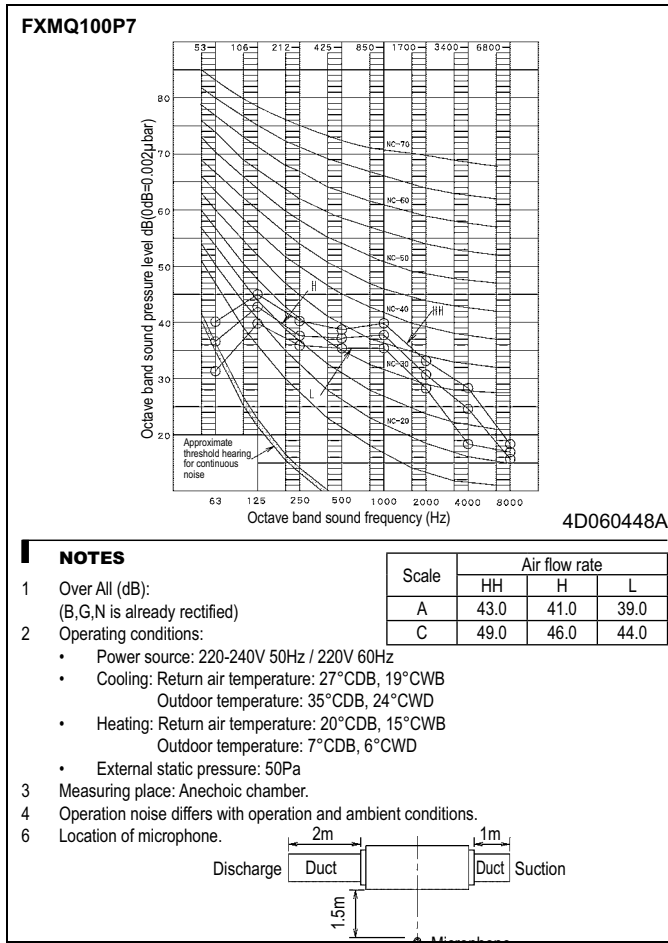 FXMQ100P7
53 106 212 425 850 1700 3400 6800
Octave band sound pressure level dB(0dB=0.002μbar)
80
70
60
50
40
30
20
NC-70
NC-60
NC-50
NC-40
NC-30
NC-20
H
HH
L
Approximate
threshold hearing
for continuous
noise
63 125 250 500 1000 2000 4000 8000
Octave band sound frequency (Hz)
4D060448A
NOTES
1 Over All (dB):
(B,G,N is already rectified)
Scale Air flow rate
HH H L
A 43.0 41.0 39.0
C 49.0 46.0 44.0
2 Operating conditions:
• Power source: 220-240V 50Hz / 220V 60Hz
• Cooling: Return air temperature: 27°CDB, 19°CWB
Outdoor temperature: 35°CDB, 24°CWD
• Heating: Return air temperature: 20°CDB, 15°CWB
Outdoor temperature: 7°CDB, 6°CWD
• External static pressure: 50Pa
3 Measuring place: Anechoic chamber.
4 Operation noise differs with operation and ambient conditions.
6 Location of microphone.
2m 1m
Discharge Duct Duct Suction
1.5m
Microphone